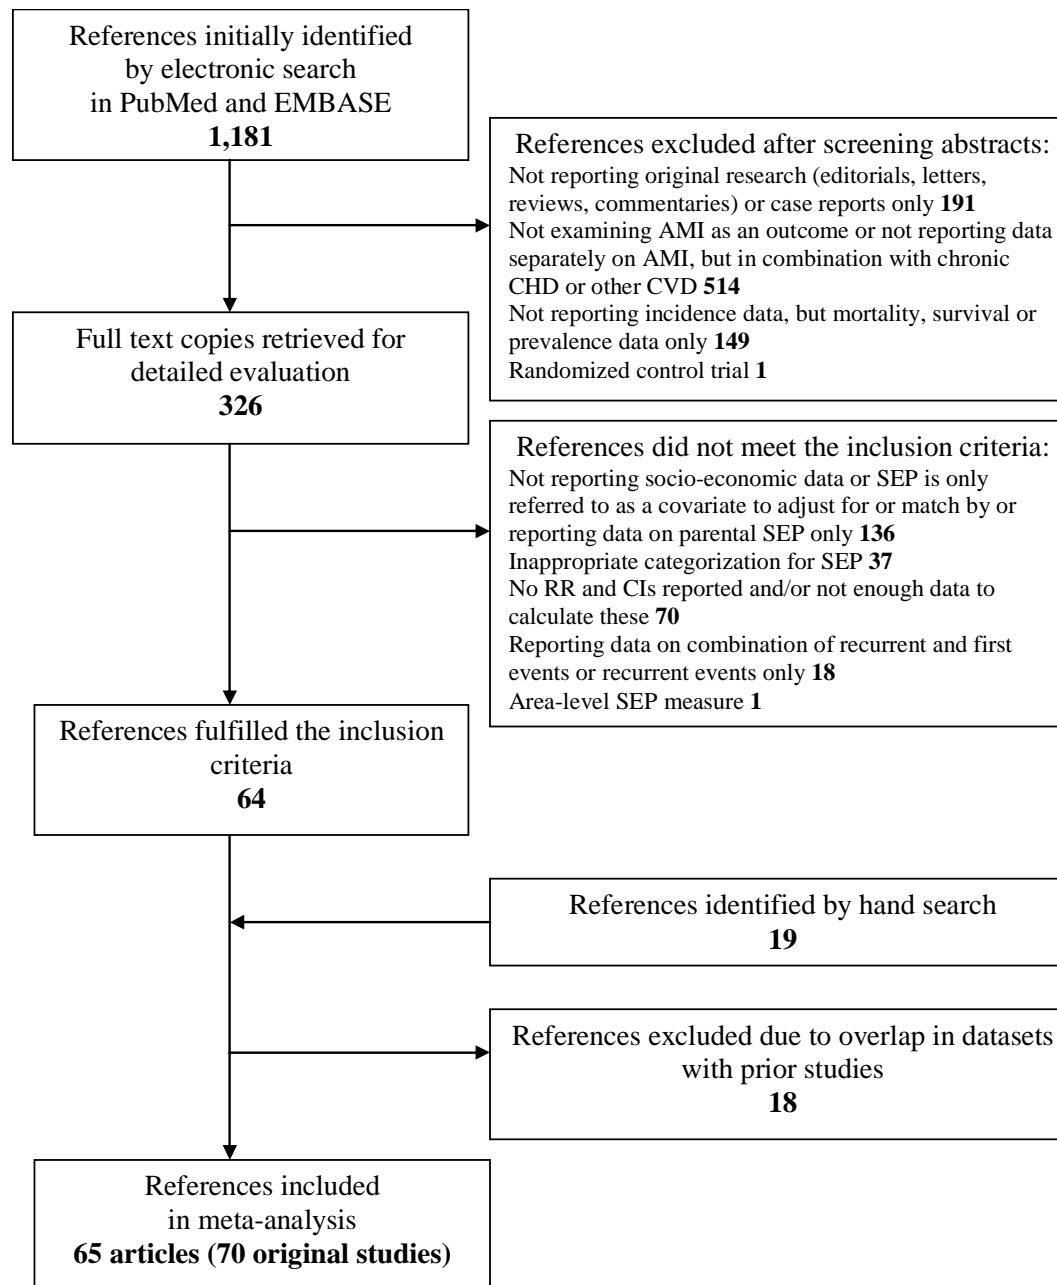 References initially identified
by electronic search
in PubMed and EMBASE
1,181
References excluded after screening abstracts:
Not reporting original research (editorials, letters,
reviews, commentaries) or case reports only 191
Not examining AMI as an outcome or not reporting data
separately on AMI, but in combination with chronic
CHD or other CVD 514
Not reporting incidence data, but mortality, survival or
prevalence data only 149
Randomized control trial 1
Full text copies retrieved for
detailed evaluation
326
References did not meet the inclusion criteria:
Not reporting socio-economic data or SEP is only
referred to as a covariate to adjust for or match by or
reporting data on parental SEP only 136
Inappropriate categorization for SEP 37
No RR and CIs reported and/or not enough data to
calculate these 70
Reporting data on combination of recurrent and first
events or recurrent events only 18
Area-level SEP measure 1
References fulfilled the inclusion
criteria
64
References identified by hand search
19
References excluded due to overlap in datasets
with prior studies
18
References included
in meta-analysis
65 articles (70 original studies)